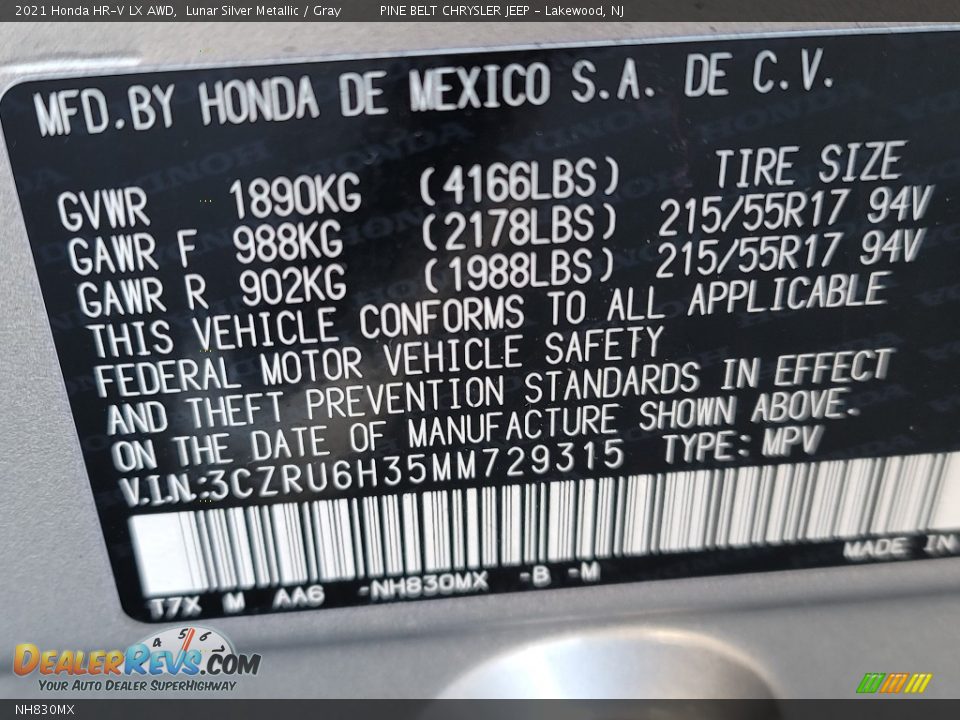 2021 Honda HR-V LX AWD, Lunar Silver Metallic / Gray PINE BELT CHRYSLER JEEP - Lakewood, NJ
MFD.BY HONDA DE MEXICO S.A. DE C.V.
TIRE SIZE
GVWR 1890KG (4166LBS)
GAWR F 988KG (2178LBS) 215/55R17 94V
GAWR R 902KG (1988LBS) 215/55R17 94V
THIS VEHICLE CONFORMS TO ALL APPLICABLE
FEDERAL MOTOR VEHICLE SAFETY
AND THEFT PREVENTION STANDARDS IN EFFECT
ON THE DATE OF MANUFACTURE SHOWN ABOVE.
V.I.N.:3CZRU6H35MM729315 TYPE: MPV
MADE IN
T7X M AA6 -NH830MX -B -M
4 5 6
DEALERREVS.COM
YOUR AUTO DEALER SUPERHIGHWAY
NH830MX